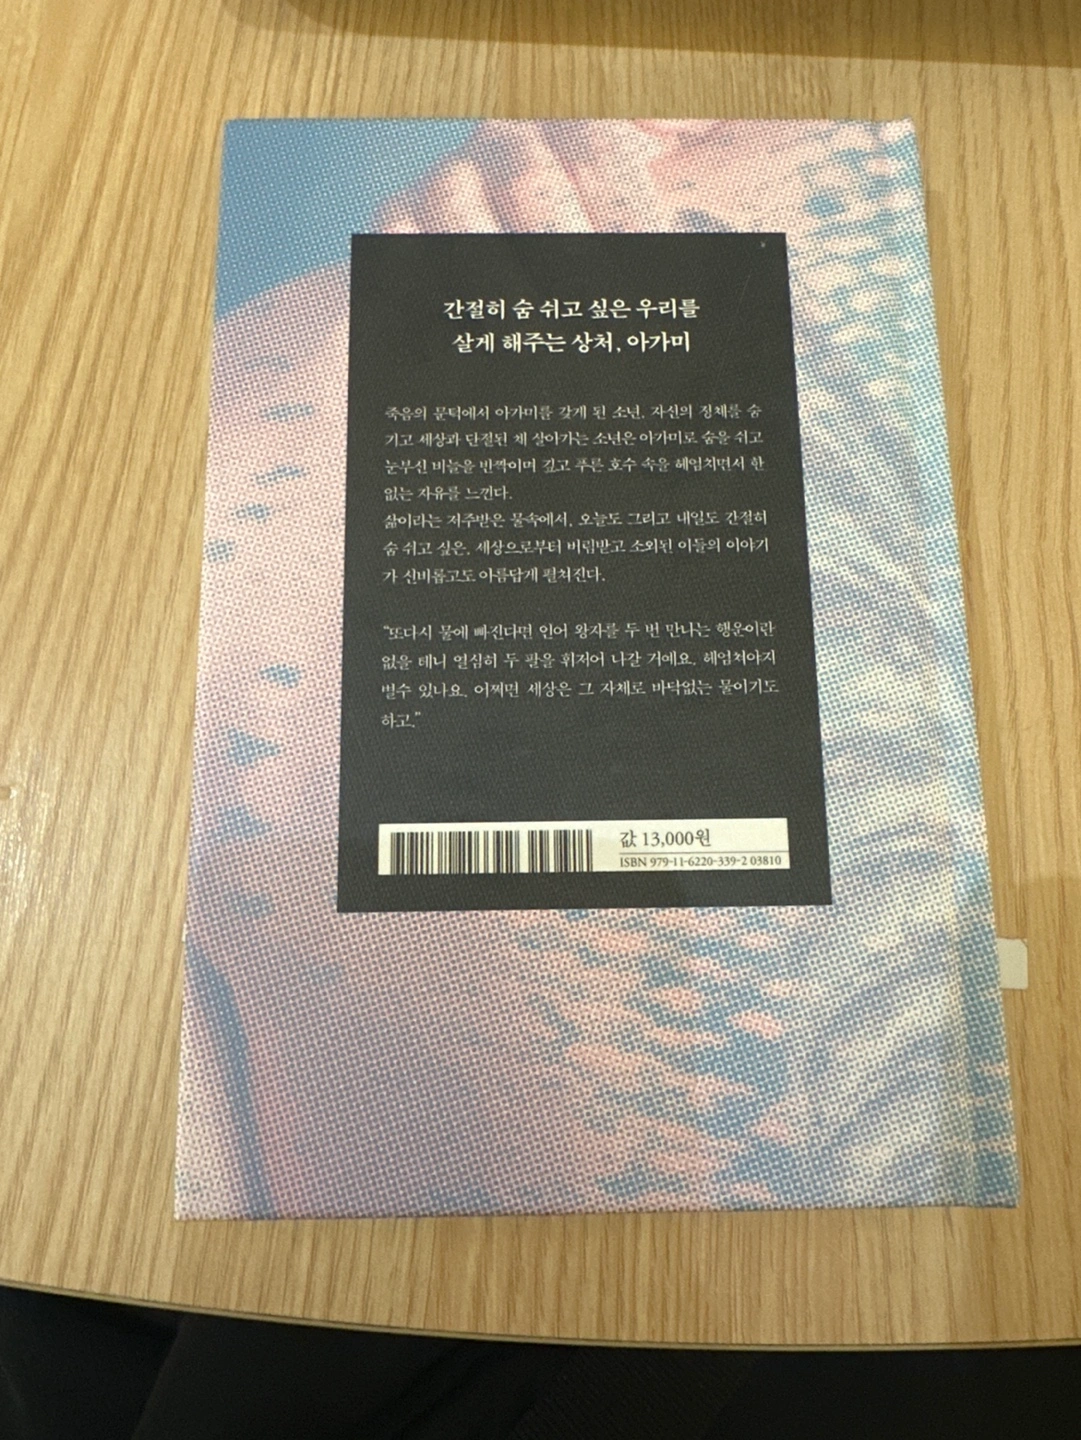 간절히 숨 쉬고 싶은 우리를
살게 해주는 상처, 아가미
죽음의 문턱에서 아가미를 갖게 된 소년. 자신의 정체를 숨
기고 세상과 단절된 채 살아가는 소년은 아가미로 숨을 쉬고
눈부신 비늘을 반짝이며 깊고 푸른 호수 속을 헤엄치면서 한
없는 자유를 느낀다.
삶이라는 저주받은 물속에서, 오늘도 그리고 내일도 간절히
숨 쉬고 싶은, 세상으로부터 버림받고 소외된 이들의 이야기
가 신비롭고도 아름답게 펼쳐진다.
“또다시 물에 빠진다면 인어 왕자를 두 번 만나는 행운이란
없을 테니 열심히 두 팔을 휘저어 나갈 거예요. 헤엄쳐야지
별수 있나요. 어쩌면 세상은 그 자체로 바닥없는 물이기도
하고.”
값 13,000원
ISBN 979-11-6220-339-2 03810